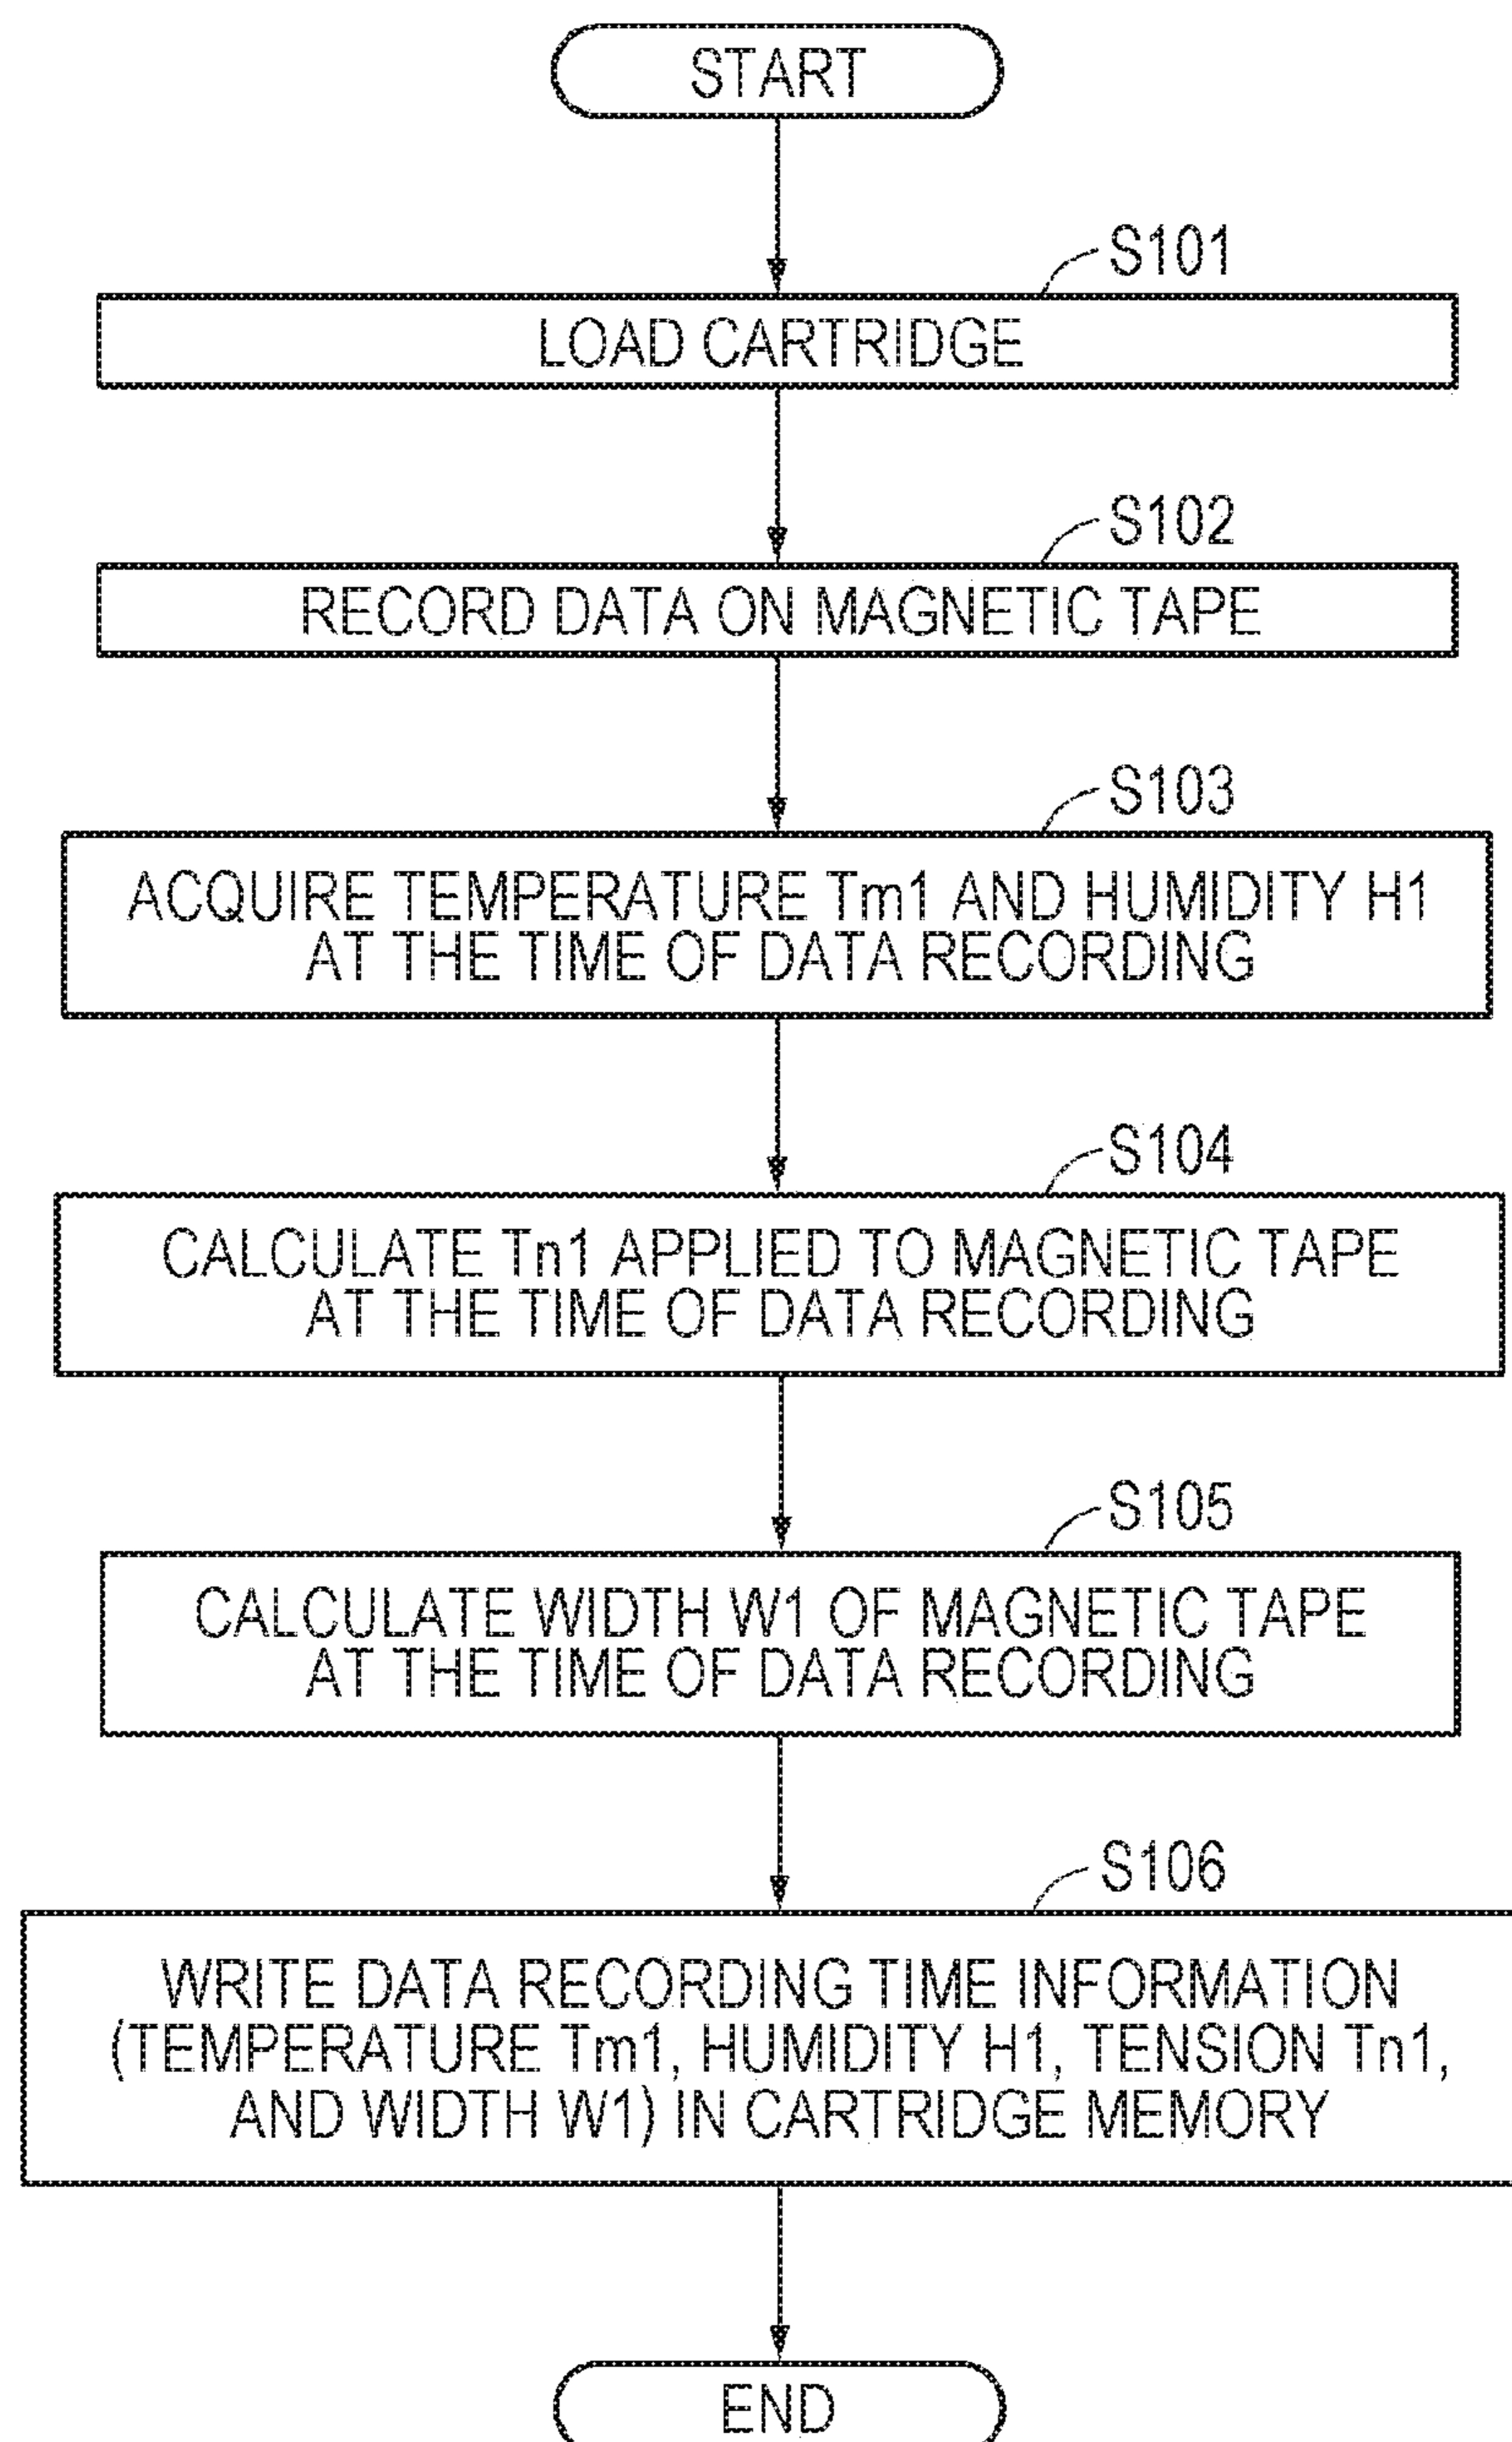 START
S101
LOAD CARTRIDGE
S102
RECORD DATA ON MAGNETIC TAPE
S103
ACQUIRE TEMPERATURE Tm1 AND HUMIDITY H1
AT THE TIME OF DATA RECORDING
S104
CALCULATE Tn1 APPLIED TO MAGNETIC TAPE
AT THE TIME OF DATA RECORDING
S105
CALCULATE WIDTH W1 OF MAGNETIC TAPE
AT THE TIME OF DATA RECORDING
S106
WRITE DATA RECORDING TIME INFORMATION
(TEMPERATURE Tm1, HUMIDITY H1, TENSION Tn1,
AND WIDTH W1) IN CARTRIDGE MEMORY
END